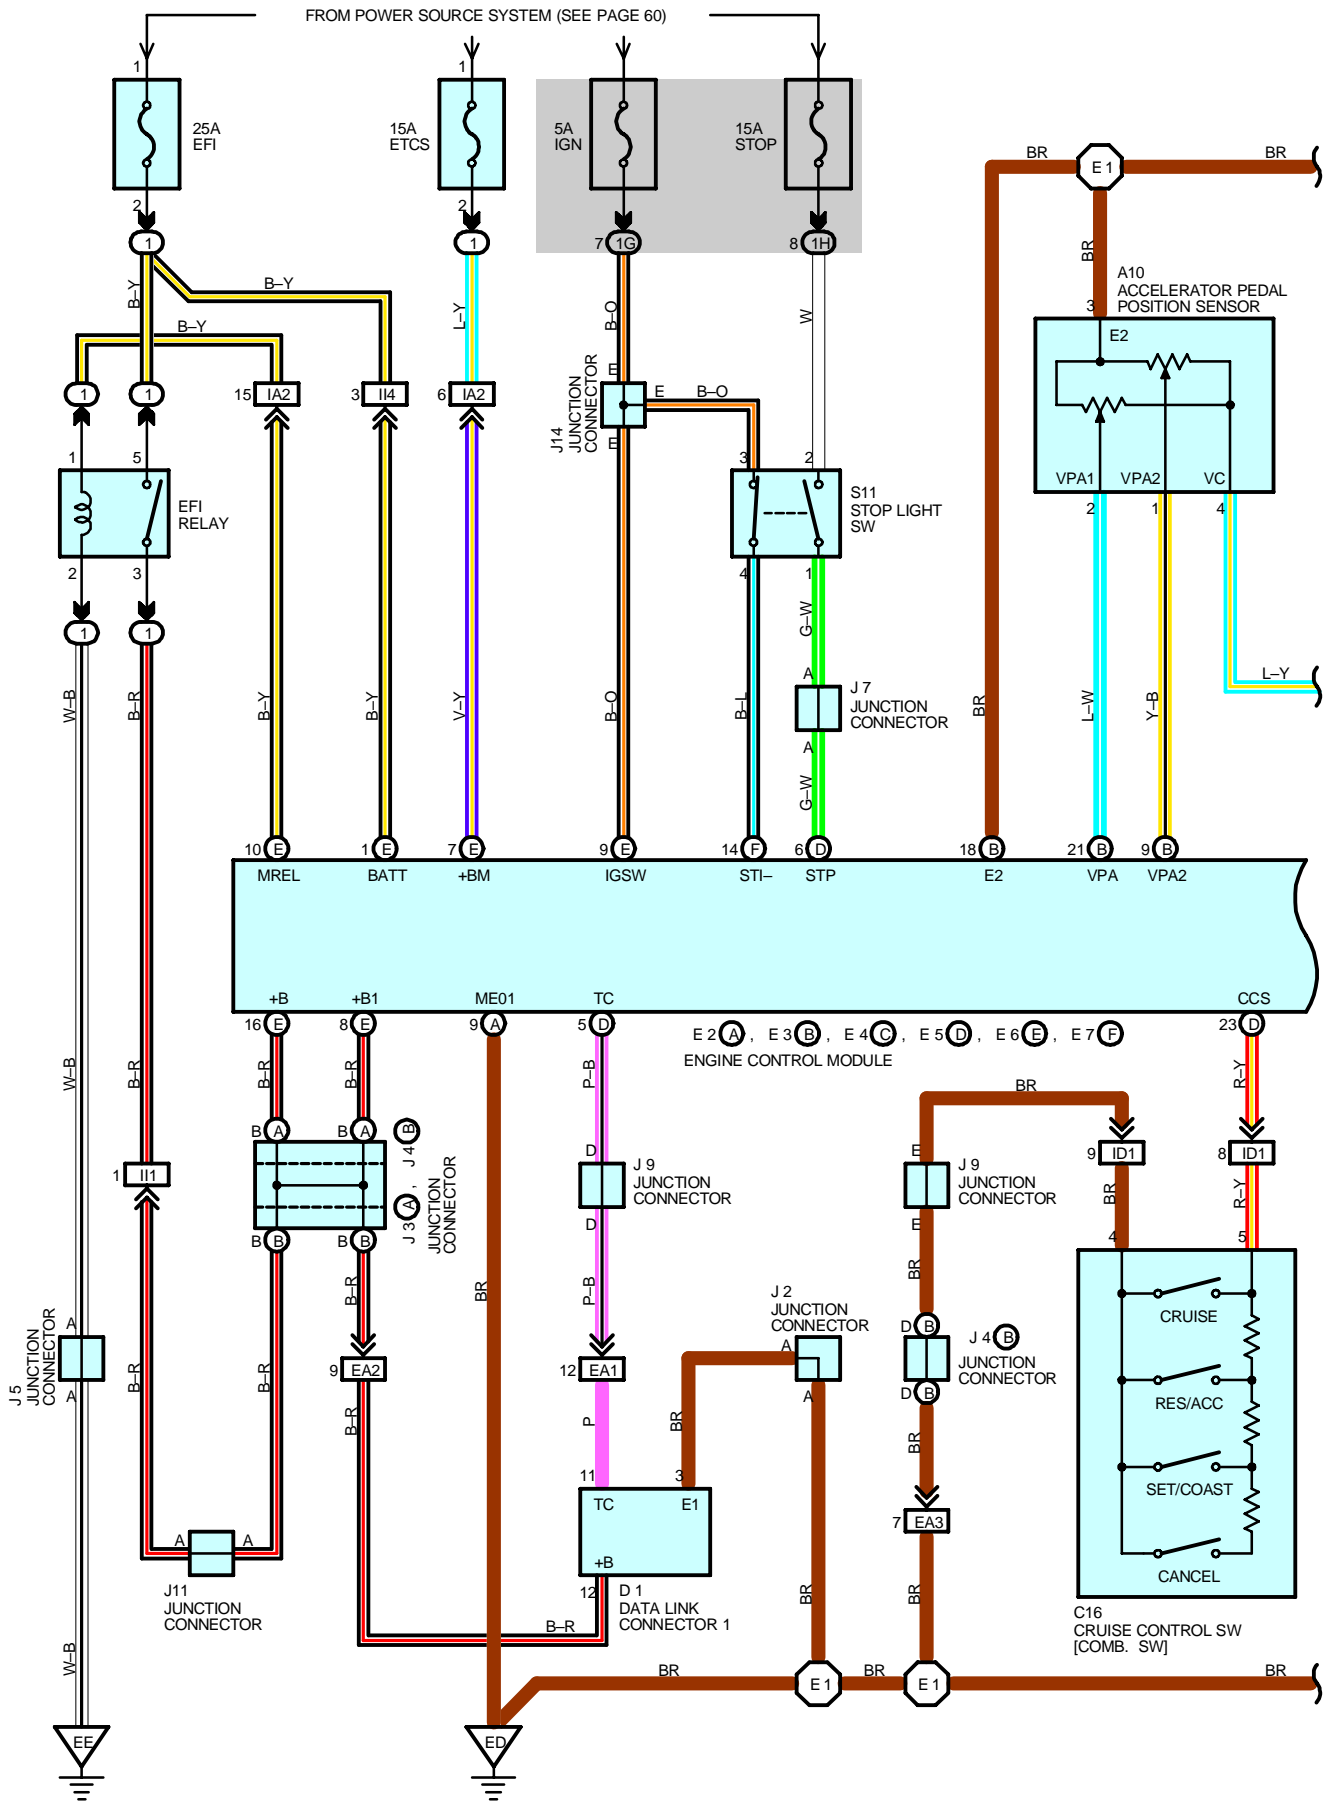 FROM POWER SOURCE SYSTEM (SEE PAGE 60)
1
1
25A
EFI
15A
ETCS
5A
IGN
15A
STOP
2
2
1
1
7 1G
8 1H
BR
E 1
BR
BR
B–Y
B–Y
B–Y
L–Y
B–O
W
A10
ACCELERATOR PEDAL
POSITION SENSOR
3
E2
1
1
15 IA2
3 II4
6 IA2
E
E
B–O
J14
JUNCTION
CONNECTOR
E
1
5
EFI
RELAY
2
3
3
2
S11
STOP LIGHT
SW
4
1
VPA1
VPA2
VC
2
1
4
1
1
G–W
A
J 7
JUNCTION
CONNECTOR
A
G–W
L–Y
W–B
B–R
B–Y
B–Y
V–Y
B–O
B–L
BR
L–W
Y–B
10 E
1 E
7 E
9 E
14 F
6 D
18 B
21 B
9 B
MREL
BATT
+BM
IGSW
STI–
STP
E2
VPA
VPA2
+B
+B1
ME01
TC
CCS
16 E
8 E
9 A
5 D
23 D
E 2 A , E 3 B , E 4 C , E 5 D , E 6 E , E 7 F
ENGINE CONTROL MODULE
W–B
B–R
B–R
B–R
P–B
BR
R–Y
B A
B A
J 3 A , J 4 B
JUNCTION
CONNECTOR
B B
B B
1 II1
D
J 9
JUNCTION
CONNECTOR
D
E
J 9
JUNCTION
CONNECTOR
E
9 ID1
8 ID1
BR
R–Y
4
5
BR
B–R
P–B
BR
J 2
JUNCTION
CONNECTOR
A
A
D B
J 4 B
JUNCTION
CONNECTOR
D B
CRUISE
RES/ACC
SET/COAST
CANCEL
A
J 5
JUNCTION
CONNECTOR
A
B–R
B–R
9 EA2
B–R
12 EA1
P
BR
BR
11
3
TC
E1
+B
12
D 1
DATA LINK
CONNECTOR 1
7 EA3
A
A
J11
JUNCTION
CONNECTOR
B–R
BR
BR
C16
CRUISE CONTROL SW
[COMB. SW]
W–B
BR
E 1
BR
E 1
BR
EE
ED